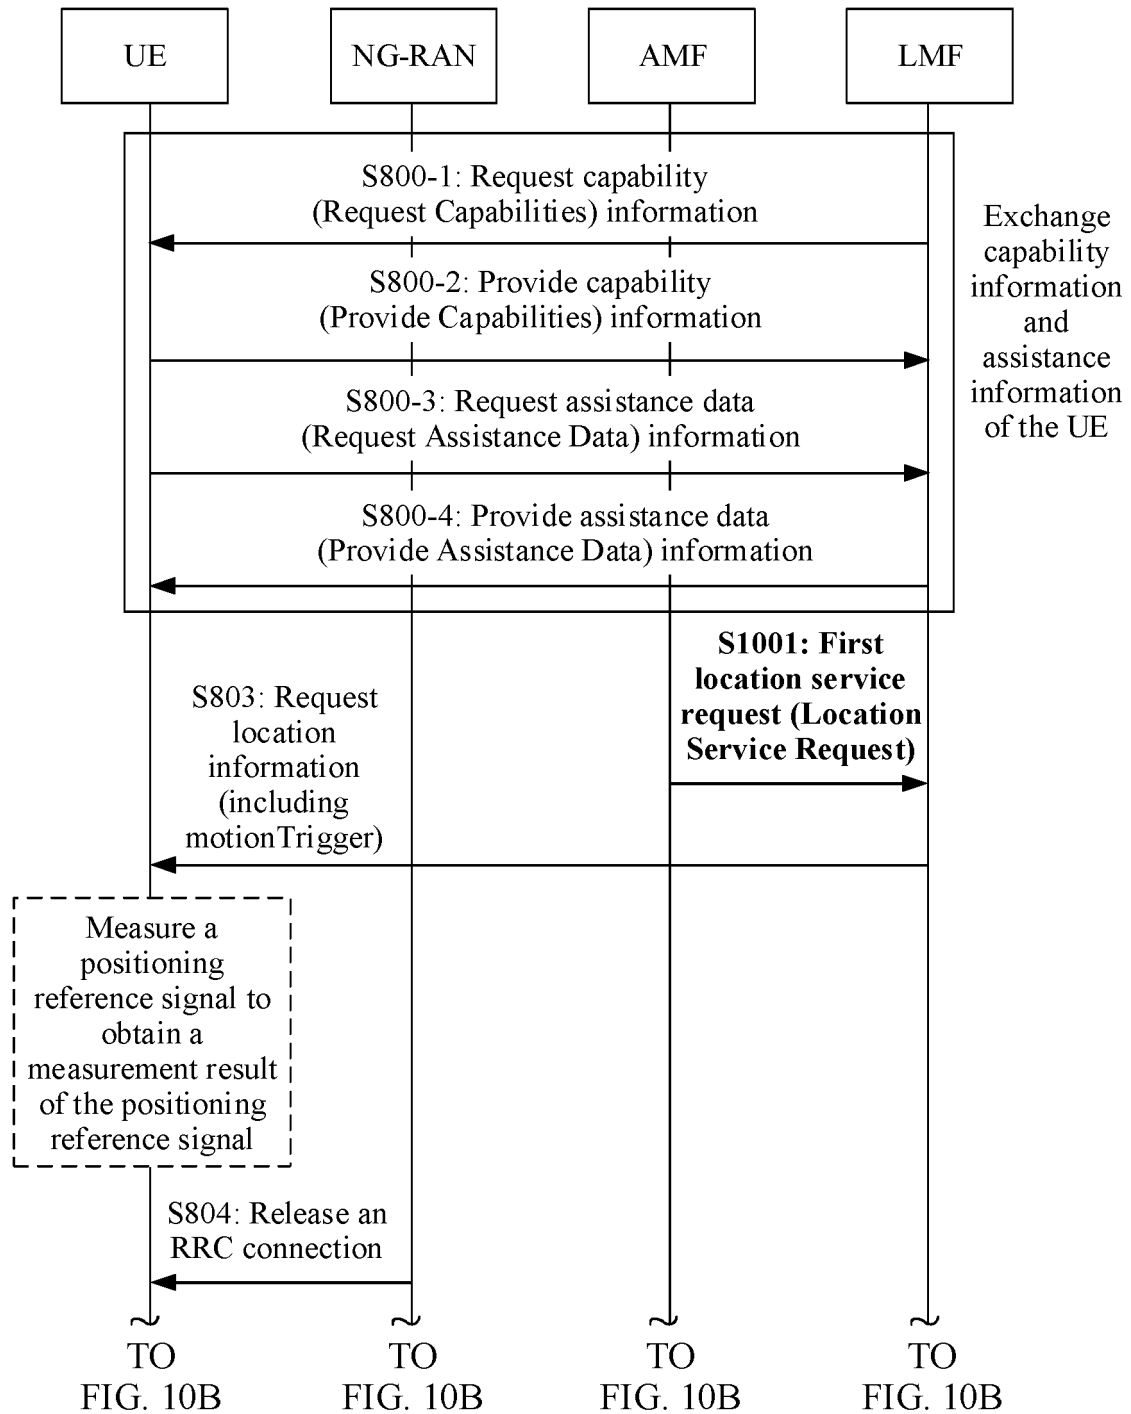 UE
NG-RAN
AMF
LMF
S800-1: Request capability
(Request Capabilities) information
S800-2: Provide capability
(Provide Capabilities) information
S800-3: Request assistance data
(Request Assistance Data) information
S800-4: Provide assistance data
(Provide Assistance Data) information
Exchange
capability
information
and
assistance
information
of the UE
S1001: First
location service
request (Location
Service Request)
S803: Request
location
information
(including
motionTrigger)
Measure a
positioning
reference signal to
obtain a
measurement result
of the positioning
reference signal
S804: Release an
RRC connection
TO
FIG. 10B
TO
FIG. 10B
TO
FIG. 10B
TO
FIG. 10B